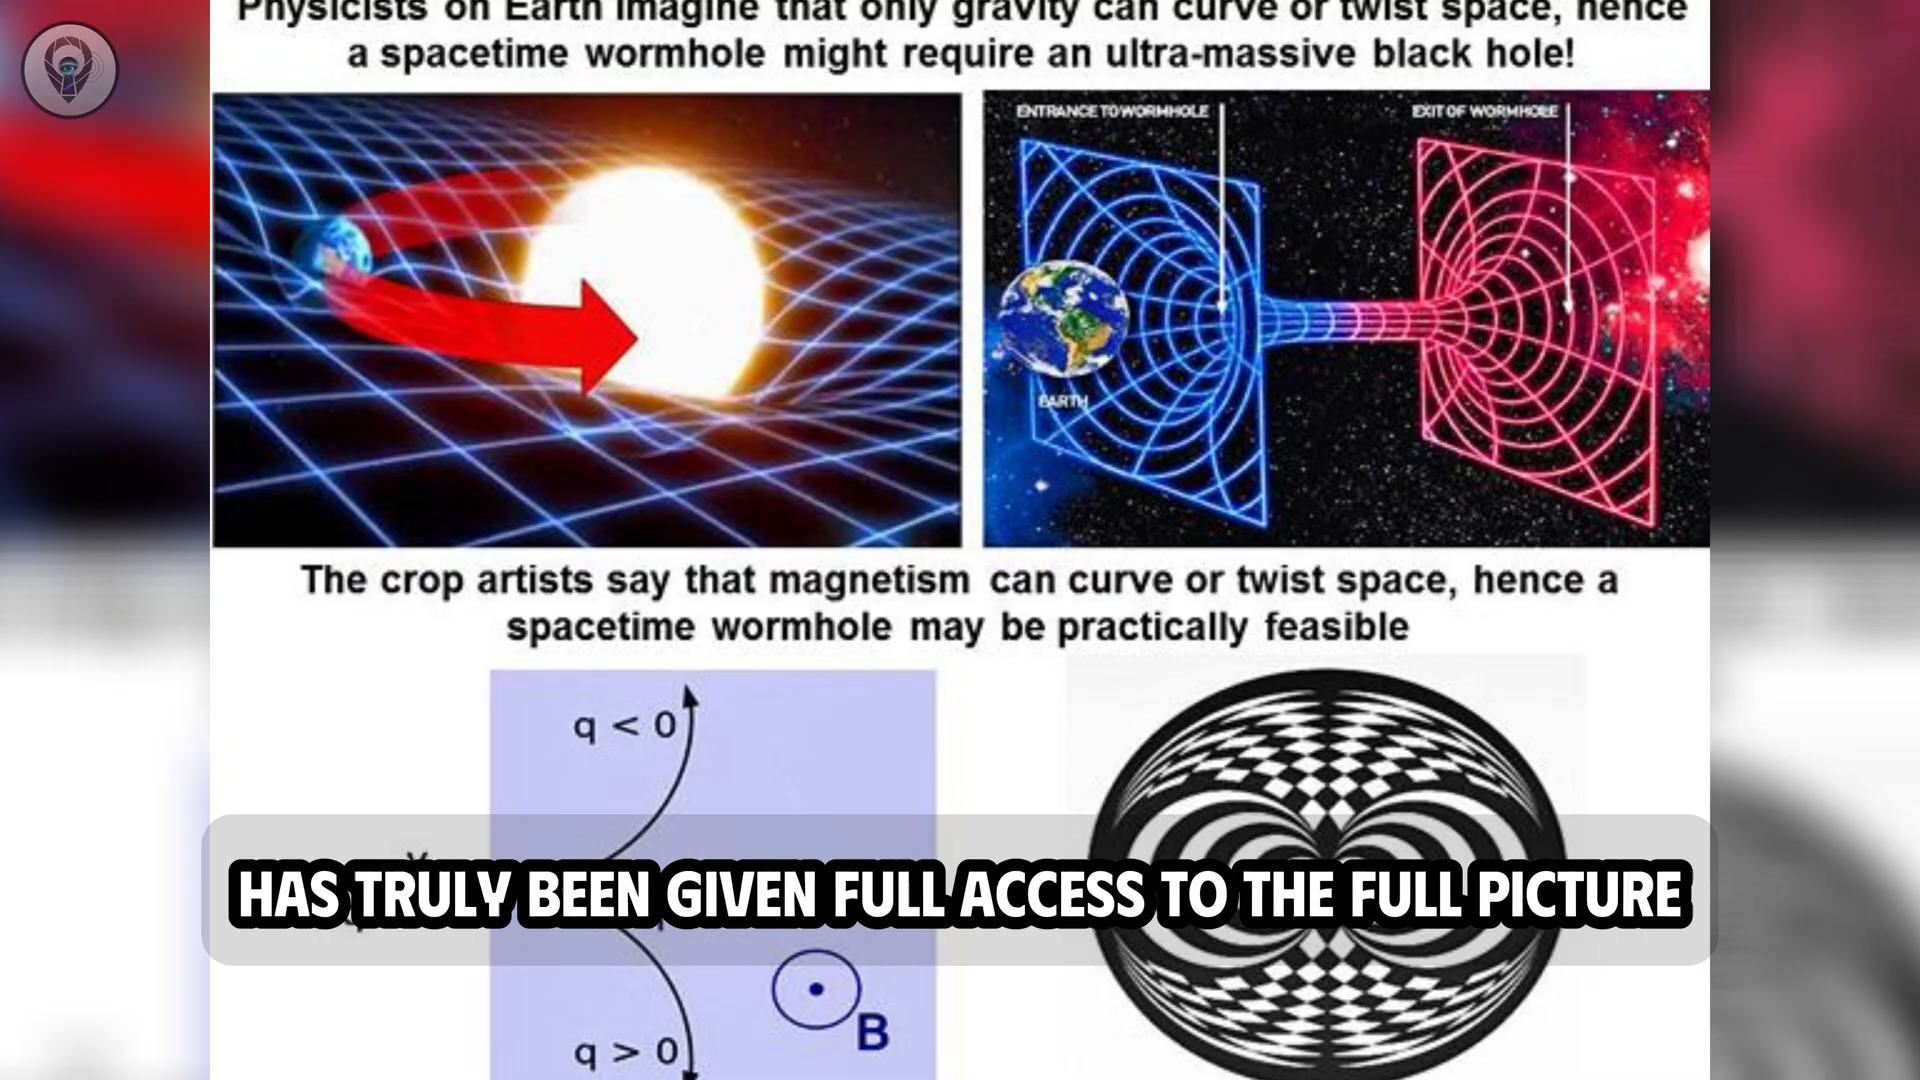 Physicists on Earth imagine that only gravity can curve or twist space, hence
a spacetime wormhole might require an ultra-massive black hole!
ENTRANCE TO WORMHOLE
EXIT OF WORMHOLE
EARTH
The crop artists say that magnetism can curve or twist space, hence a
spacetime wormhole may be practically feasible
q < 0
HAS TRULY BEEN GIVEN FULL ACCESS TO THE FULL PICTURE
B
q > 0